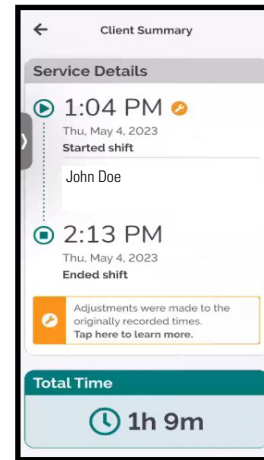 Client Summary
Service Details
1:04 PM
Thu, May 4, 2023
Started shift
John Doe
2:13 PM
Thu, May 4, 2023
Ended shift
Adjustments were made to the
originally recorded times.
Tap here to learn more.
Total Time
1h 9m